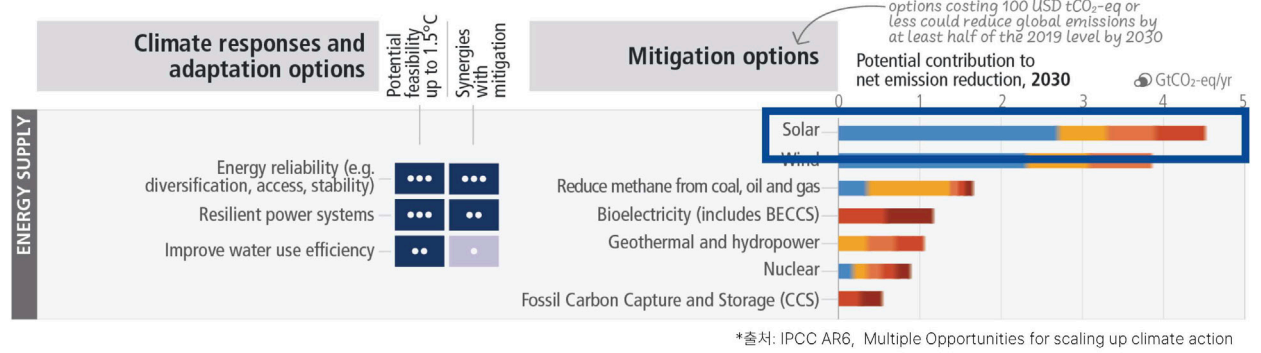 options costing 100 USD tCO₂-eq or
less could reduce global emissions by
at least half of the 2019 level by 2030
Climate responses and
adaptation options
Potential
feasibility
up to 1.5°C
Synergies
with
mitigation
Mitigation options
Potential contribution to
net emission reduction, 2030
GtCO₂-eq/yr
0 1 2 3 4 5
ENERGY SUPPLY
Energy reliability (e.g.
diversification, access, stability)
Resilient power systems
Improve water use efficiency
Solar
Wind
Reduce methane from coal, oil and gas
Bioelectricity (includes BECCS)
Geothermal and hydropower
Nuclear
Fossil Carbon Capture and Storage (CCS)
*출처: IPCC AR6, Multiple Opportunities for scaling up climate action